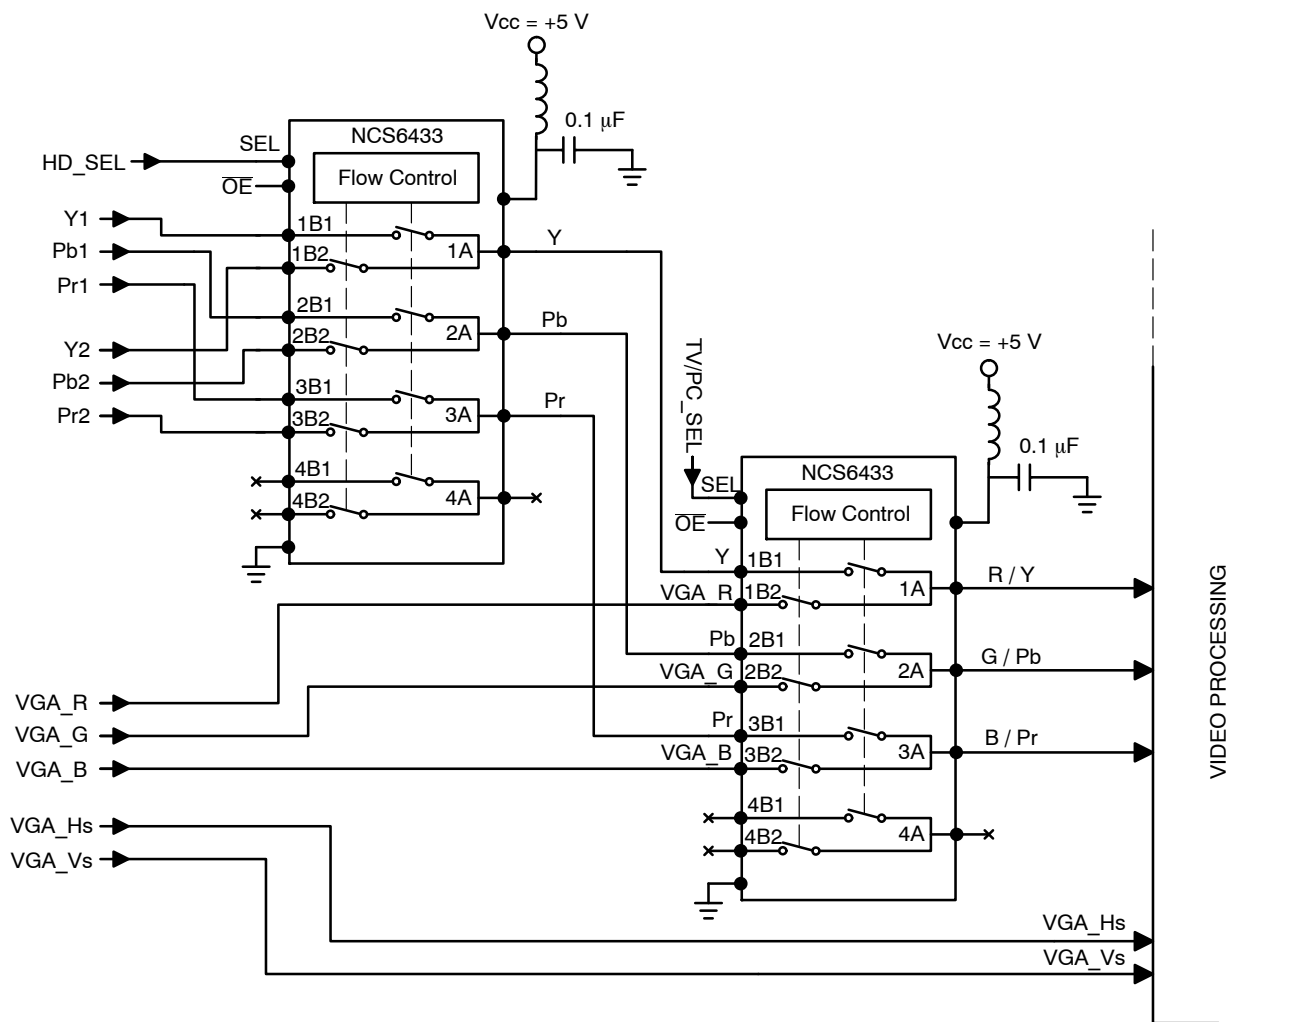 Vcc = +5 V
0.1 μF
NCS6433
SEL
HD_SEL
Flow Control
OE
Y1
1B1
Y
Pb1
1B2
1A
Pr1
2B1
Pb
2B2
2A
Y2
Pb2
3B1
Pr
Pr2
3B2
3A
4B1
4B2
4A
TV/PC_SEL
Vcc = +5 V
0.1 μF
NCS6433
SEL
Flow Control
OE
Y
1B1
R / Y
VGA_R
1B2
1A
Pb
2B1
G / Pb
VGA_G
2B2
2A
Pr
3B1
B / Pr
VGA_B
3B2
3A
4B1
4B2
4A
VIDEO PROCESSING
VGA_R
VGA_G
VGA_B
VGA_Hs
VGA_Vs
VGA_Hs
VGA_Vs